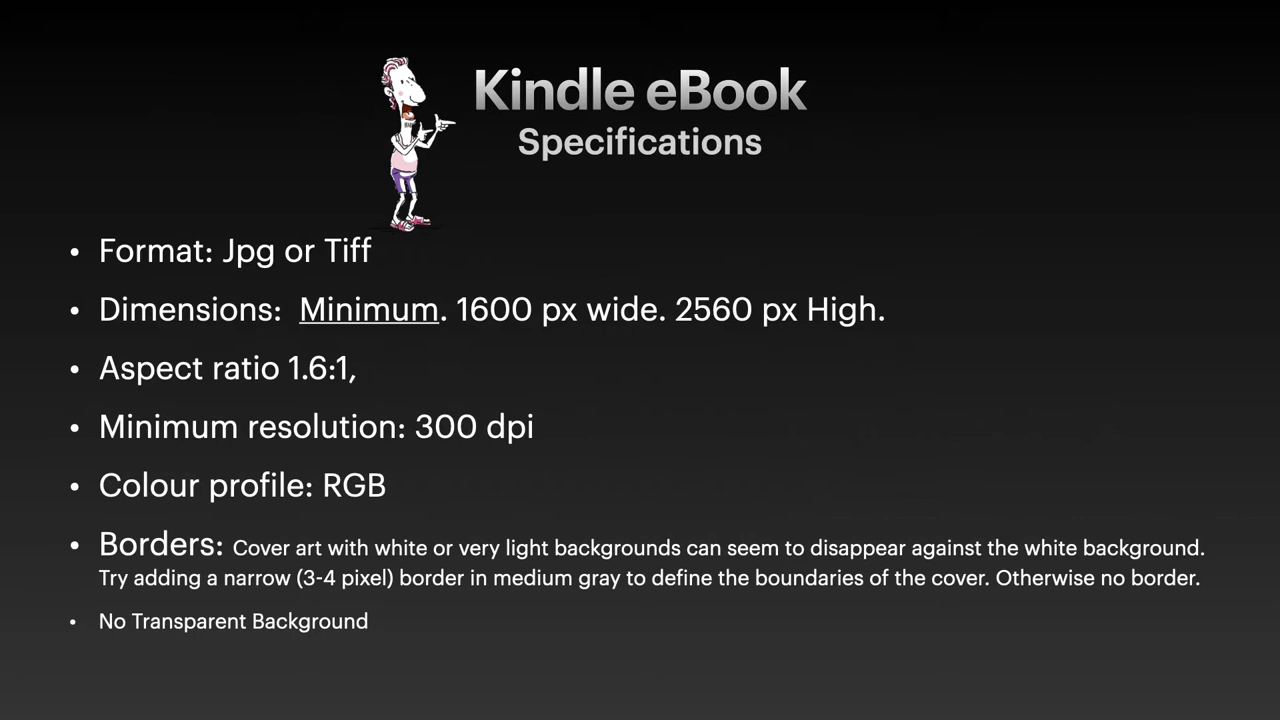 Kindle eBook
Specifications
• Format: Jpg or Tiff
• Dimensions: Minimum. 1600 px wide. 2560 px High.
• Aspect ratio 1.6:1,
• Minimum resolution: 300 dpi
• Colour profile: RGB
• Borders: Cover art with white or very light backgrounds can seem to disappear against the white background.
Try adding a narrow (3-4 pixel) border in medium gray to define the boundaries of the cover. Otherwise no border.
• No Transparent Background